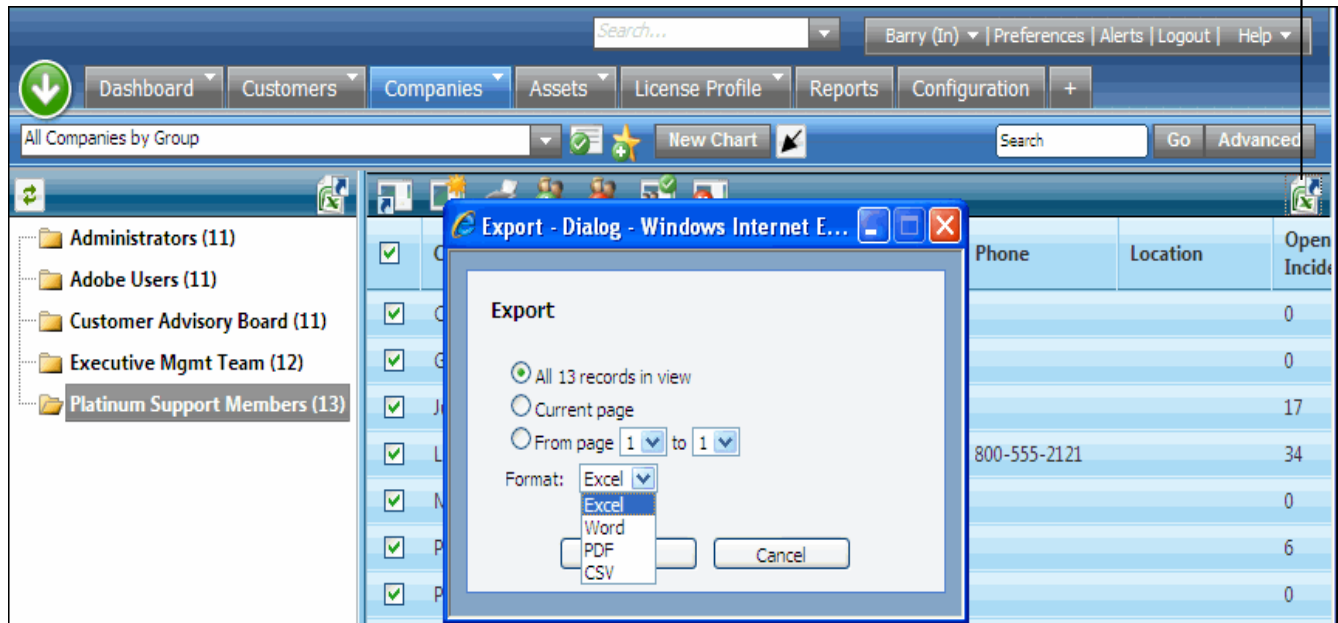 Search...
Barry (In) | Preferences | Alerts | Logout | Help
Dashboard Customers Companies Assets License Profile Reports Configuration +
All Companies by Group New Chart Search Go Advanced
Administrators (11)
Adobe Users (11)
Customer Advisory Board (11)
Executive Mgmt Team (12)
Platinum Support Members (13)
Phone Location Open
0
0
17
800-555-2121 34
0
6
0
Export - Dialog - Windows Internet E...
Export
All 13 records in view
Current page
From page 1 to 1
Format: Excel
Excel
Word
PDF
CSV
Cancel